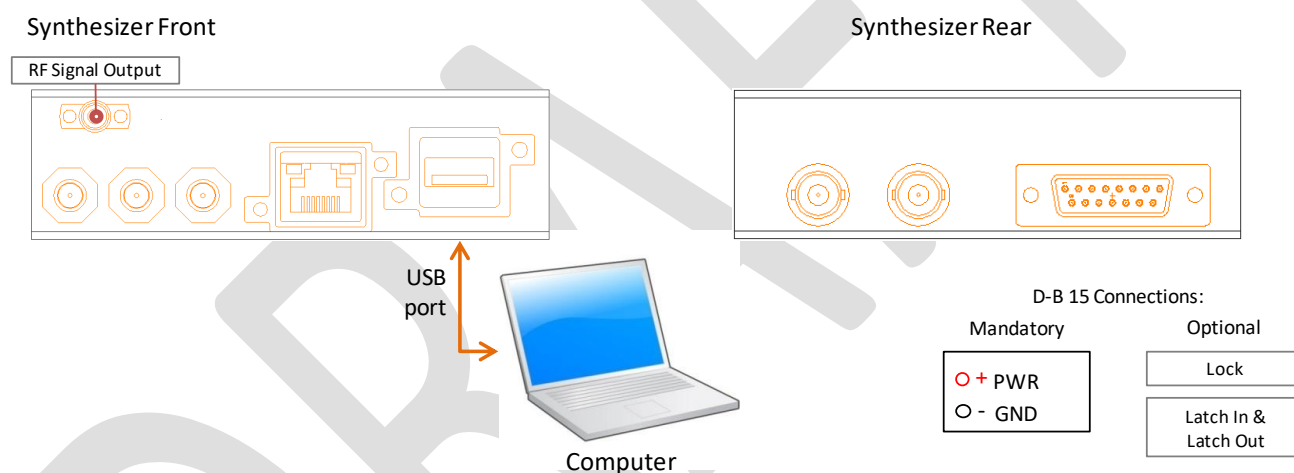 Synthesizer Front
Synthesizer Rear
RF Signal Output
USB
port
Computer
D-B 15 Connections:
Mandatory
Optional
+ PWR
- GND
Lock
Latch In &
Latch Out